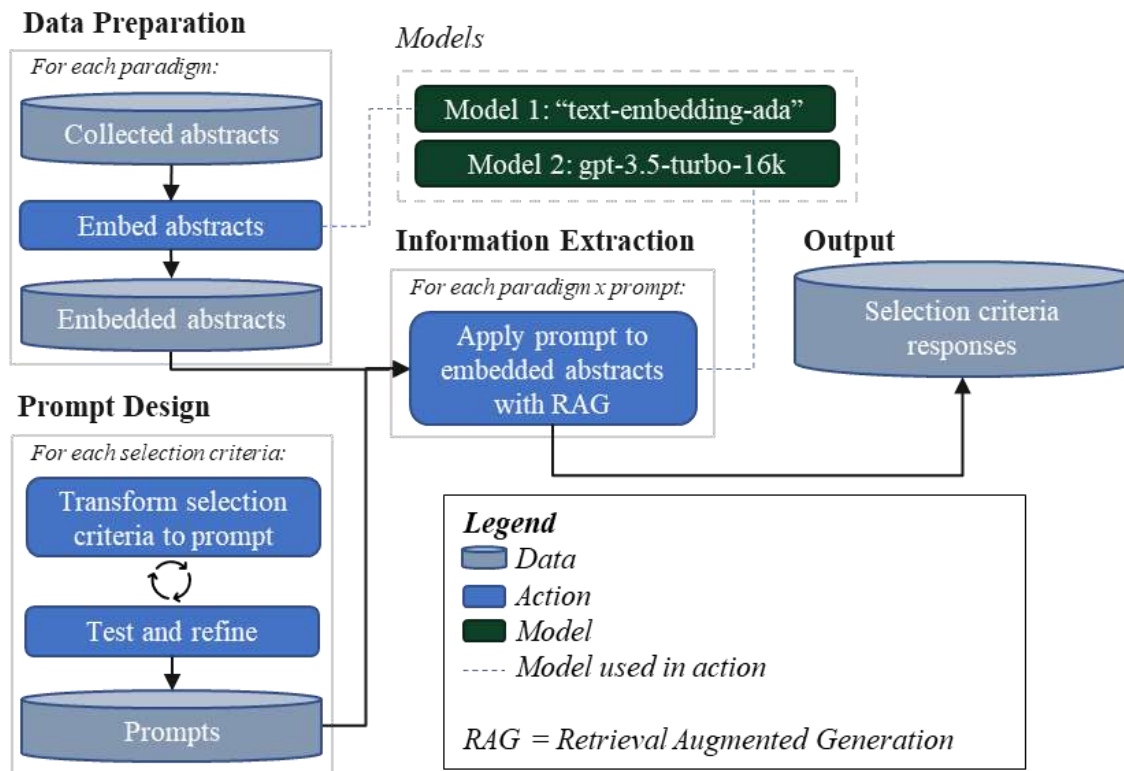 Data Preparation
For each paradigm:
Collected abstracts
Embed abstracts
Embedded abstracts
Models
Model 1: “text-embedding-ada”
Model 2: gpt-3.5-turbo-16k
Information Extraction
For each paradigm x prompt:
Apply prompt to
embedded abstracts
with RAG
Output
Selection criteria
responses
Prompt Design
For each selection criteria:
Transform selection
criteria to prompt
Test and refine
Prompts
Legend
Data
Action
Model
Model used in action
RAG = Retrieval Augmented Generation